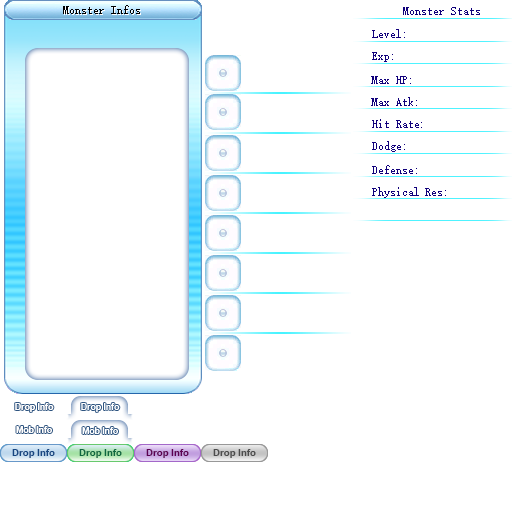 Monster Infos
Monster Stats
Level:
Exp:
Max HP:
Max Atk:
Hit Rate:
Dodge:
Defense:
Physical Res:
Drop Info Drop Info
Mob Info Mob Info
Drop Info Drop Info Drop Info Drop Info